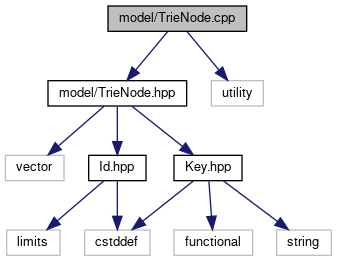 model/TrieNode.cpp
model/TrieNode.hpp
utility
vector
Id.hpp
Key.hpp
limits
cstddef
functional
string